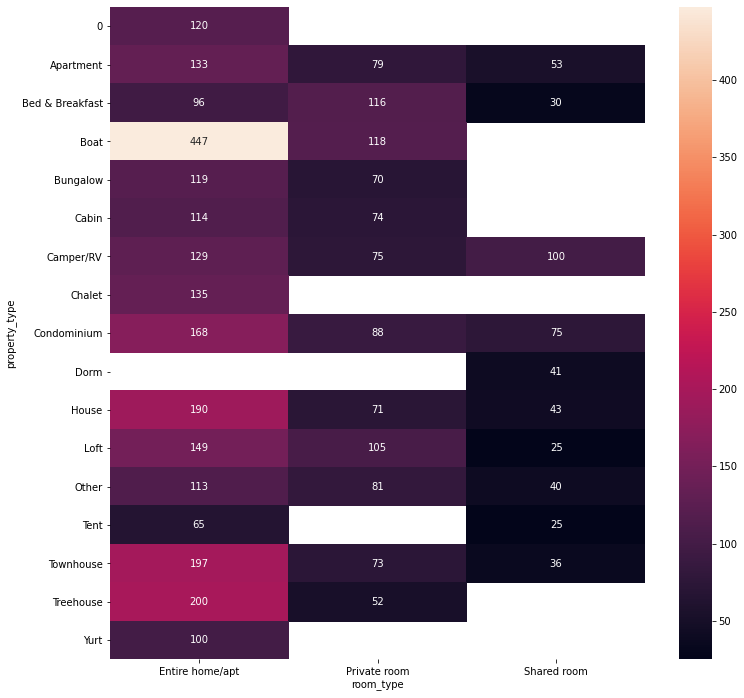 0 120
Apartment 133 79 53
Bed & Breakfast 96 116 30
Boat 447 118
Bungalow 119 70
Cabin 114 74
Camper/RV 129 75 100
Chalet 135
Condominium 168 88 75
Dorm 41
House 190 71 43
Loft 149 105 25
Other 113 81 40
Tent 65 25
Townhouse 197 73 36
Treehouse 200 52
Yurt 100
property_type
Entire home/apt Private room Shared room
room_type
400
350
300
250
200
150
100
50